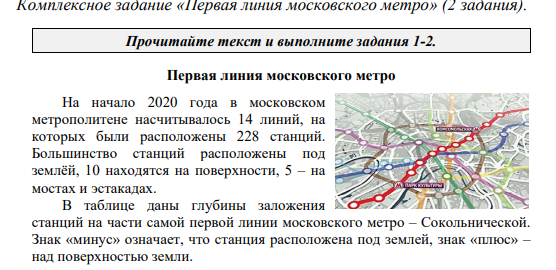 Комплексное задание «Первая линия московского метро» (2 задания).
Прочитайте текст и выполните задания 1-2.
Первая линия московского метро
На начало 2020 года в московском
метрополитене насчитывалось 14 линий, на
которых были расположены 228 станций.
Большинство станций расположены под
землёй, 10 находятся на поверхности, 5 – на
мостах и эстакадах.
КОМСОМОЛЬСКАЯ
ПАРК КУЛЬТУРЫ
В таблице даны глубины заложения
станций на части самой первой линии московского метро – Сокольнической.
Знак «минус» означает, что станция расположена под землей, знак «плюс» –
над поверхностью земли.